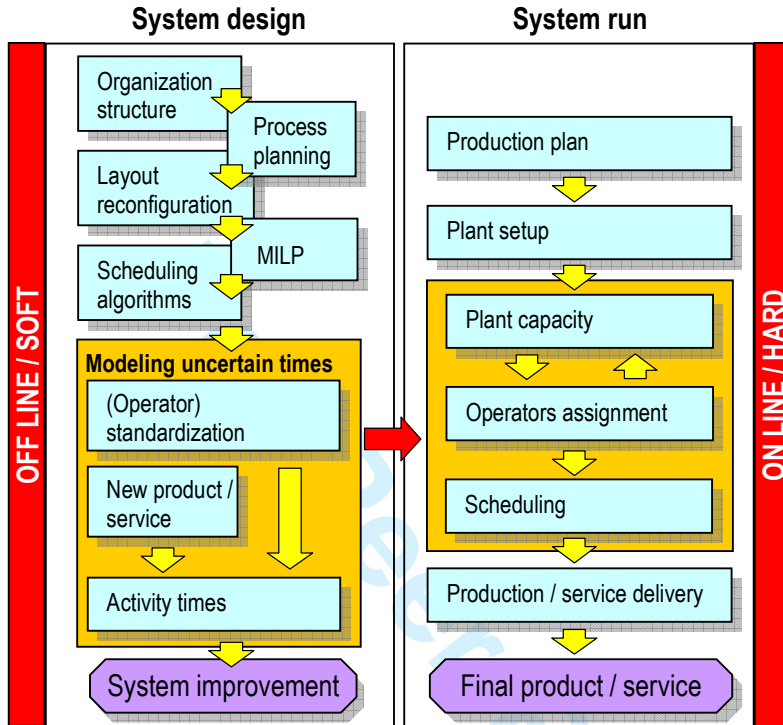 System design
System run
OFF LINE / SOFT
Organization
structure
Process
planning
Layout
reconfiguration
MILP
Scheduling
algorithms
Modeling uncertain times
(Operator)
standardization
New product /
service
Activity times
System improvement
Production plan
Plant setup
Plant capacity
Operators assignment
Scheduling
Production / service delivery
Final product / service
ON LINE / HARD